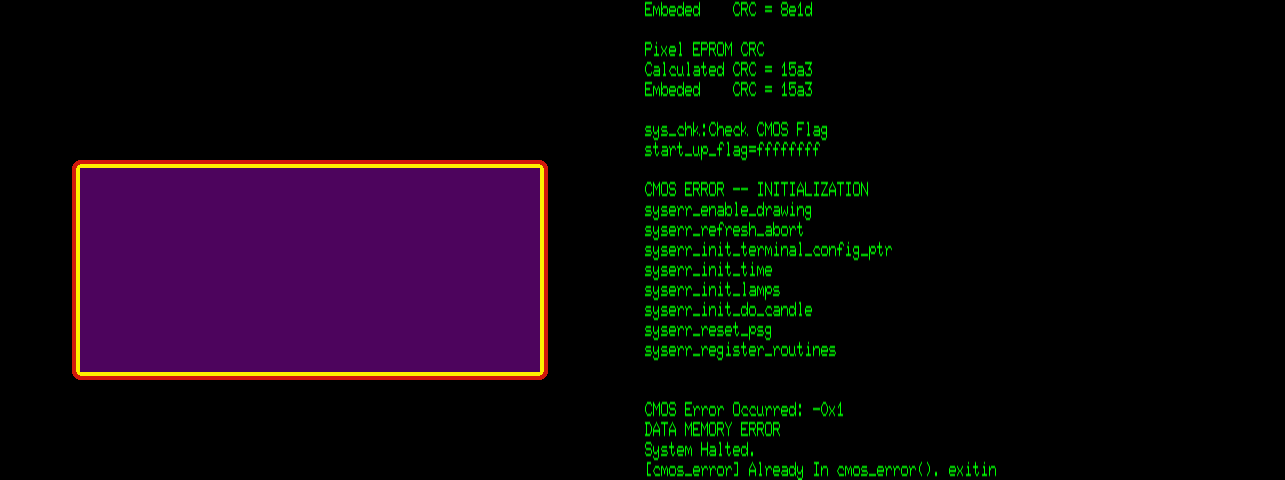 Embeded    CRC = 8e1d
Pixel EPROM CRC
Calculated CRC = 15a3
Embeded    CRC = 15a3
sys_chk:Check CMOS Flag
start_up_flag=ffffffff
CMOS ERROR -- INITIALIZATION
syserr_enable_drawing
syserr_refresh_abort
syserr_init_terminal_config_ptr
syserr_init_time
syserr_init_lamps
syserr_init_do_candle
syserr_reset_psg
syserr_register_routines
CMOS Error Occurred: -0x1
DATA MEMORY ERROR
System Halted.
[cmos_error] Already In cmos_error(). exitin